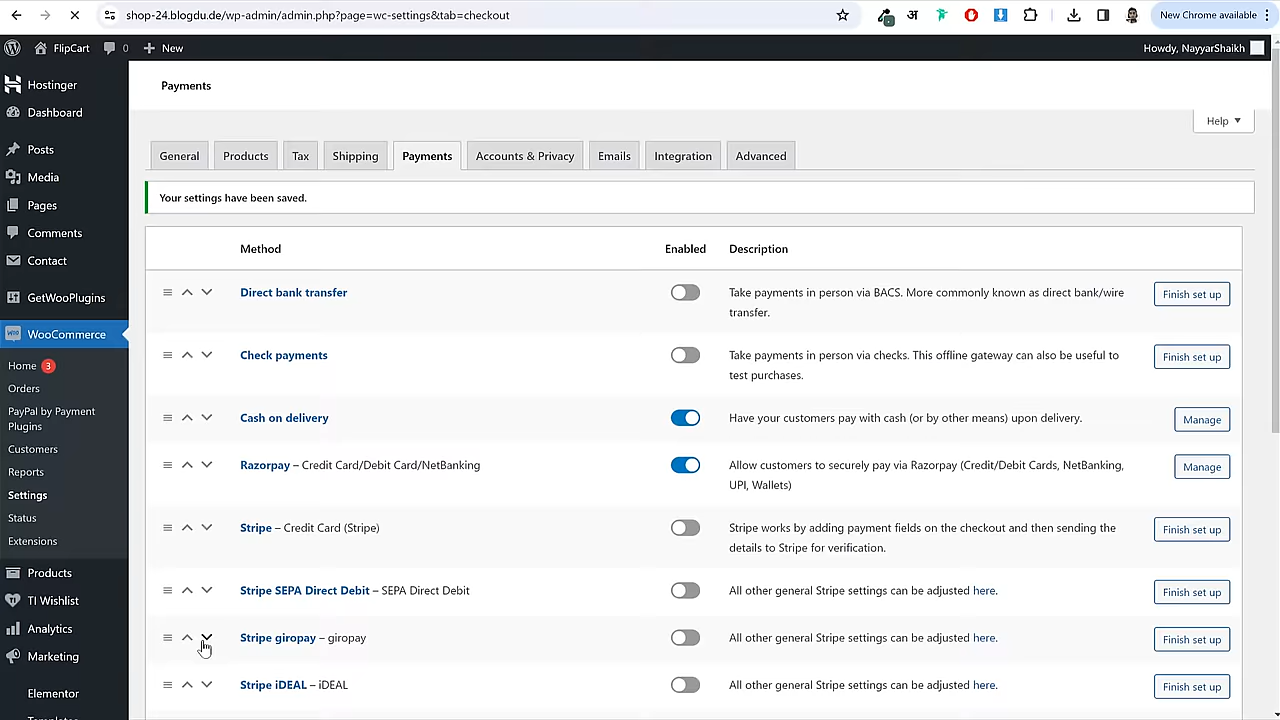 shop-24.blogdu.de/wp-admin/admin.php?page=wc-settings&tab=checkout
अ
New Chrome available
FlipCart
0
New
Howdy, NayyarShaikh
Hostinger
Dashboard
Posts
Media
Pages
Comments
Contact
GetWooPlugins
WooCommerce
Home 3
Orders
PayPal by Payment
Plugins
Customers
Reports
Settings
Status
Extensions
Products
TI Wishlist
Analytics
Marketing
Elementor
Templates
Payments
Help
General
Products
Tax
Shipping
Payments
Accounts & Privacy
Emails
Integration
Advanced
Your settings have been saved.
Method
Enabled
Description
Direct bank transfer
Take payments in person via BACS. More commonly known as direct bank/wire
transfer.
Finish set up
Check payments
Take payments in person via checks. This offline gateway can also be useful to
test purchases.
Finish set up
Cash on delivery
Have your customers pay with cash (or by other means) upon delivery.
Manage
Razorpay – Credit Card/Debit Card/NetBanking
Allow customers to securely pay via Razorpay (Credit/Debit Cards, NetBanking,
UPI, Wallets)
Manage
Stripe – Credit Card (Stripe)
Stripe works by adding payment fields on the checkout and then sending the
details to Stripe for verification.
Finish set up
Stripe SEPA Direct Debit – SEPA Direct Debit
All other general Stripe settings can be adjusted here.
Finish set up
Stripe giropay – giropay
All other general Stripe settings can be adjusted here.
Finish set up
Stripe iDEAL – iDEAL
All other general Stripe settings can be adjusted here.
Finish set up